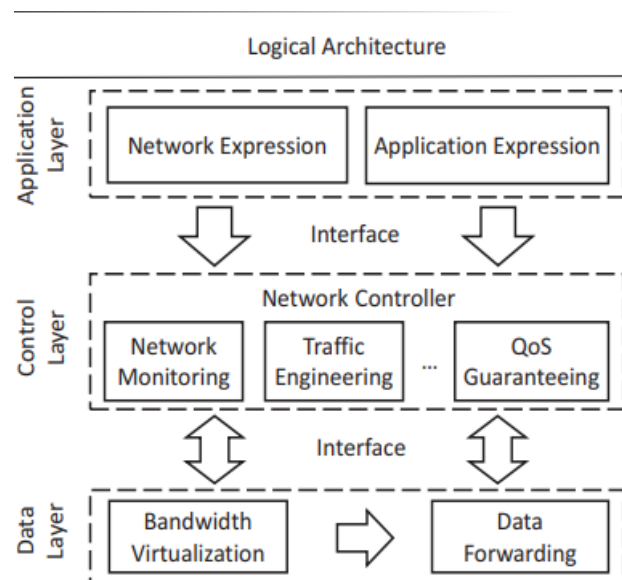 Logical Architecture
Application
Layer
Network Expression
Application Expression
Interface
Control
Layer
Network Controller
Network
Monitoring
Traffic
Engineering
...
QoS
Guaranteeing
Interface
Data
Layer
Bandwidth
Virtualization
Data
Forwarding